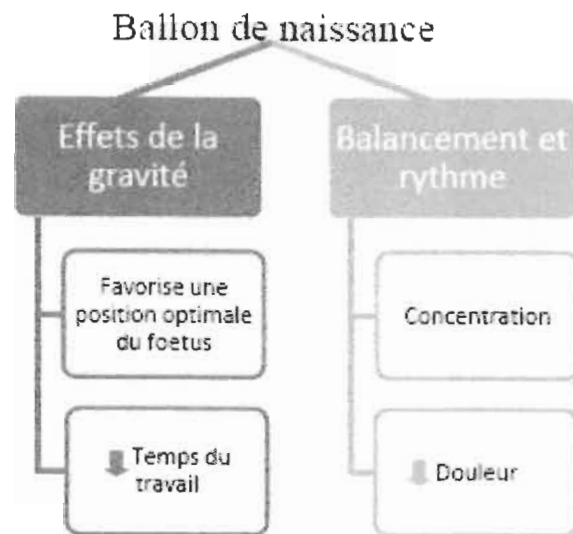 Ballon de naissance
Effets de la
gravité
Balancement et
rythme
Favorise une
position optimale
du foetus
Concentration
Temps du
travail
Douleur